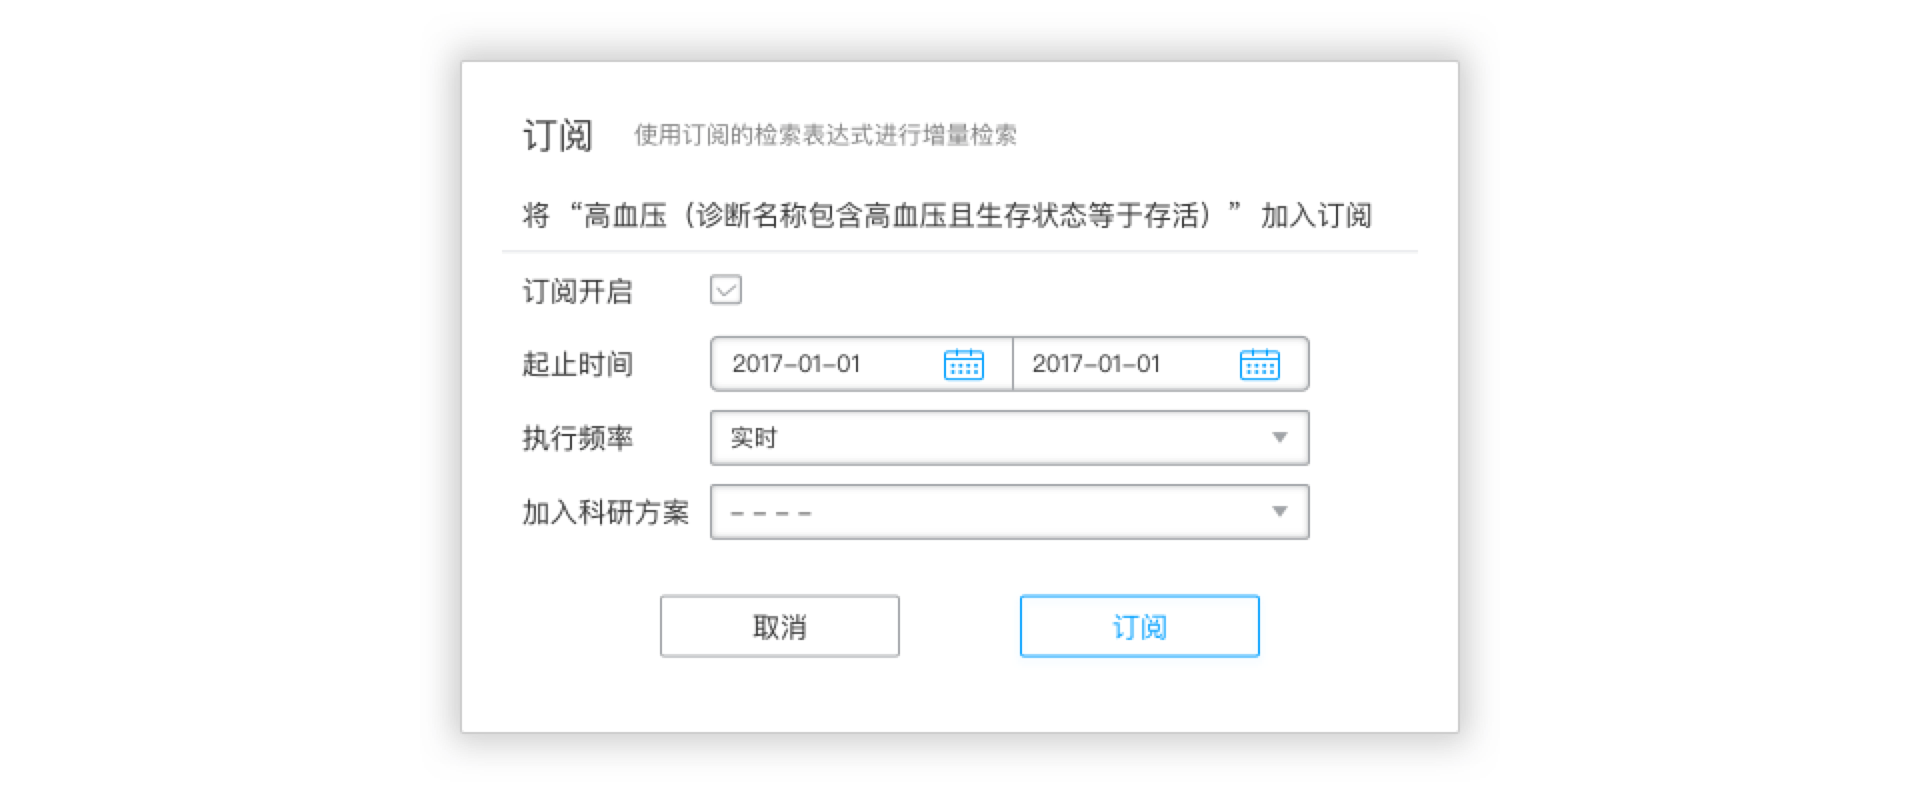 订阅 使用订阅的检索表达式进行增量检索
将“高血压（诊断名称包含高血压且生存状态等于存活）”加入订阅
订阅开启
起止时间 2017-01-01 2017-01-01
执行频率 实时
加入科研方案 ----
取消 订阅